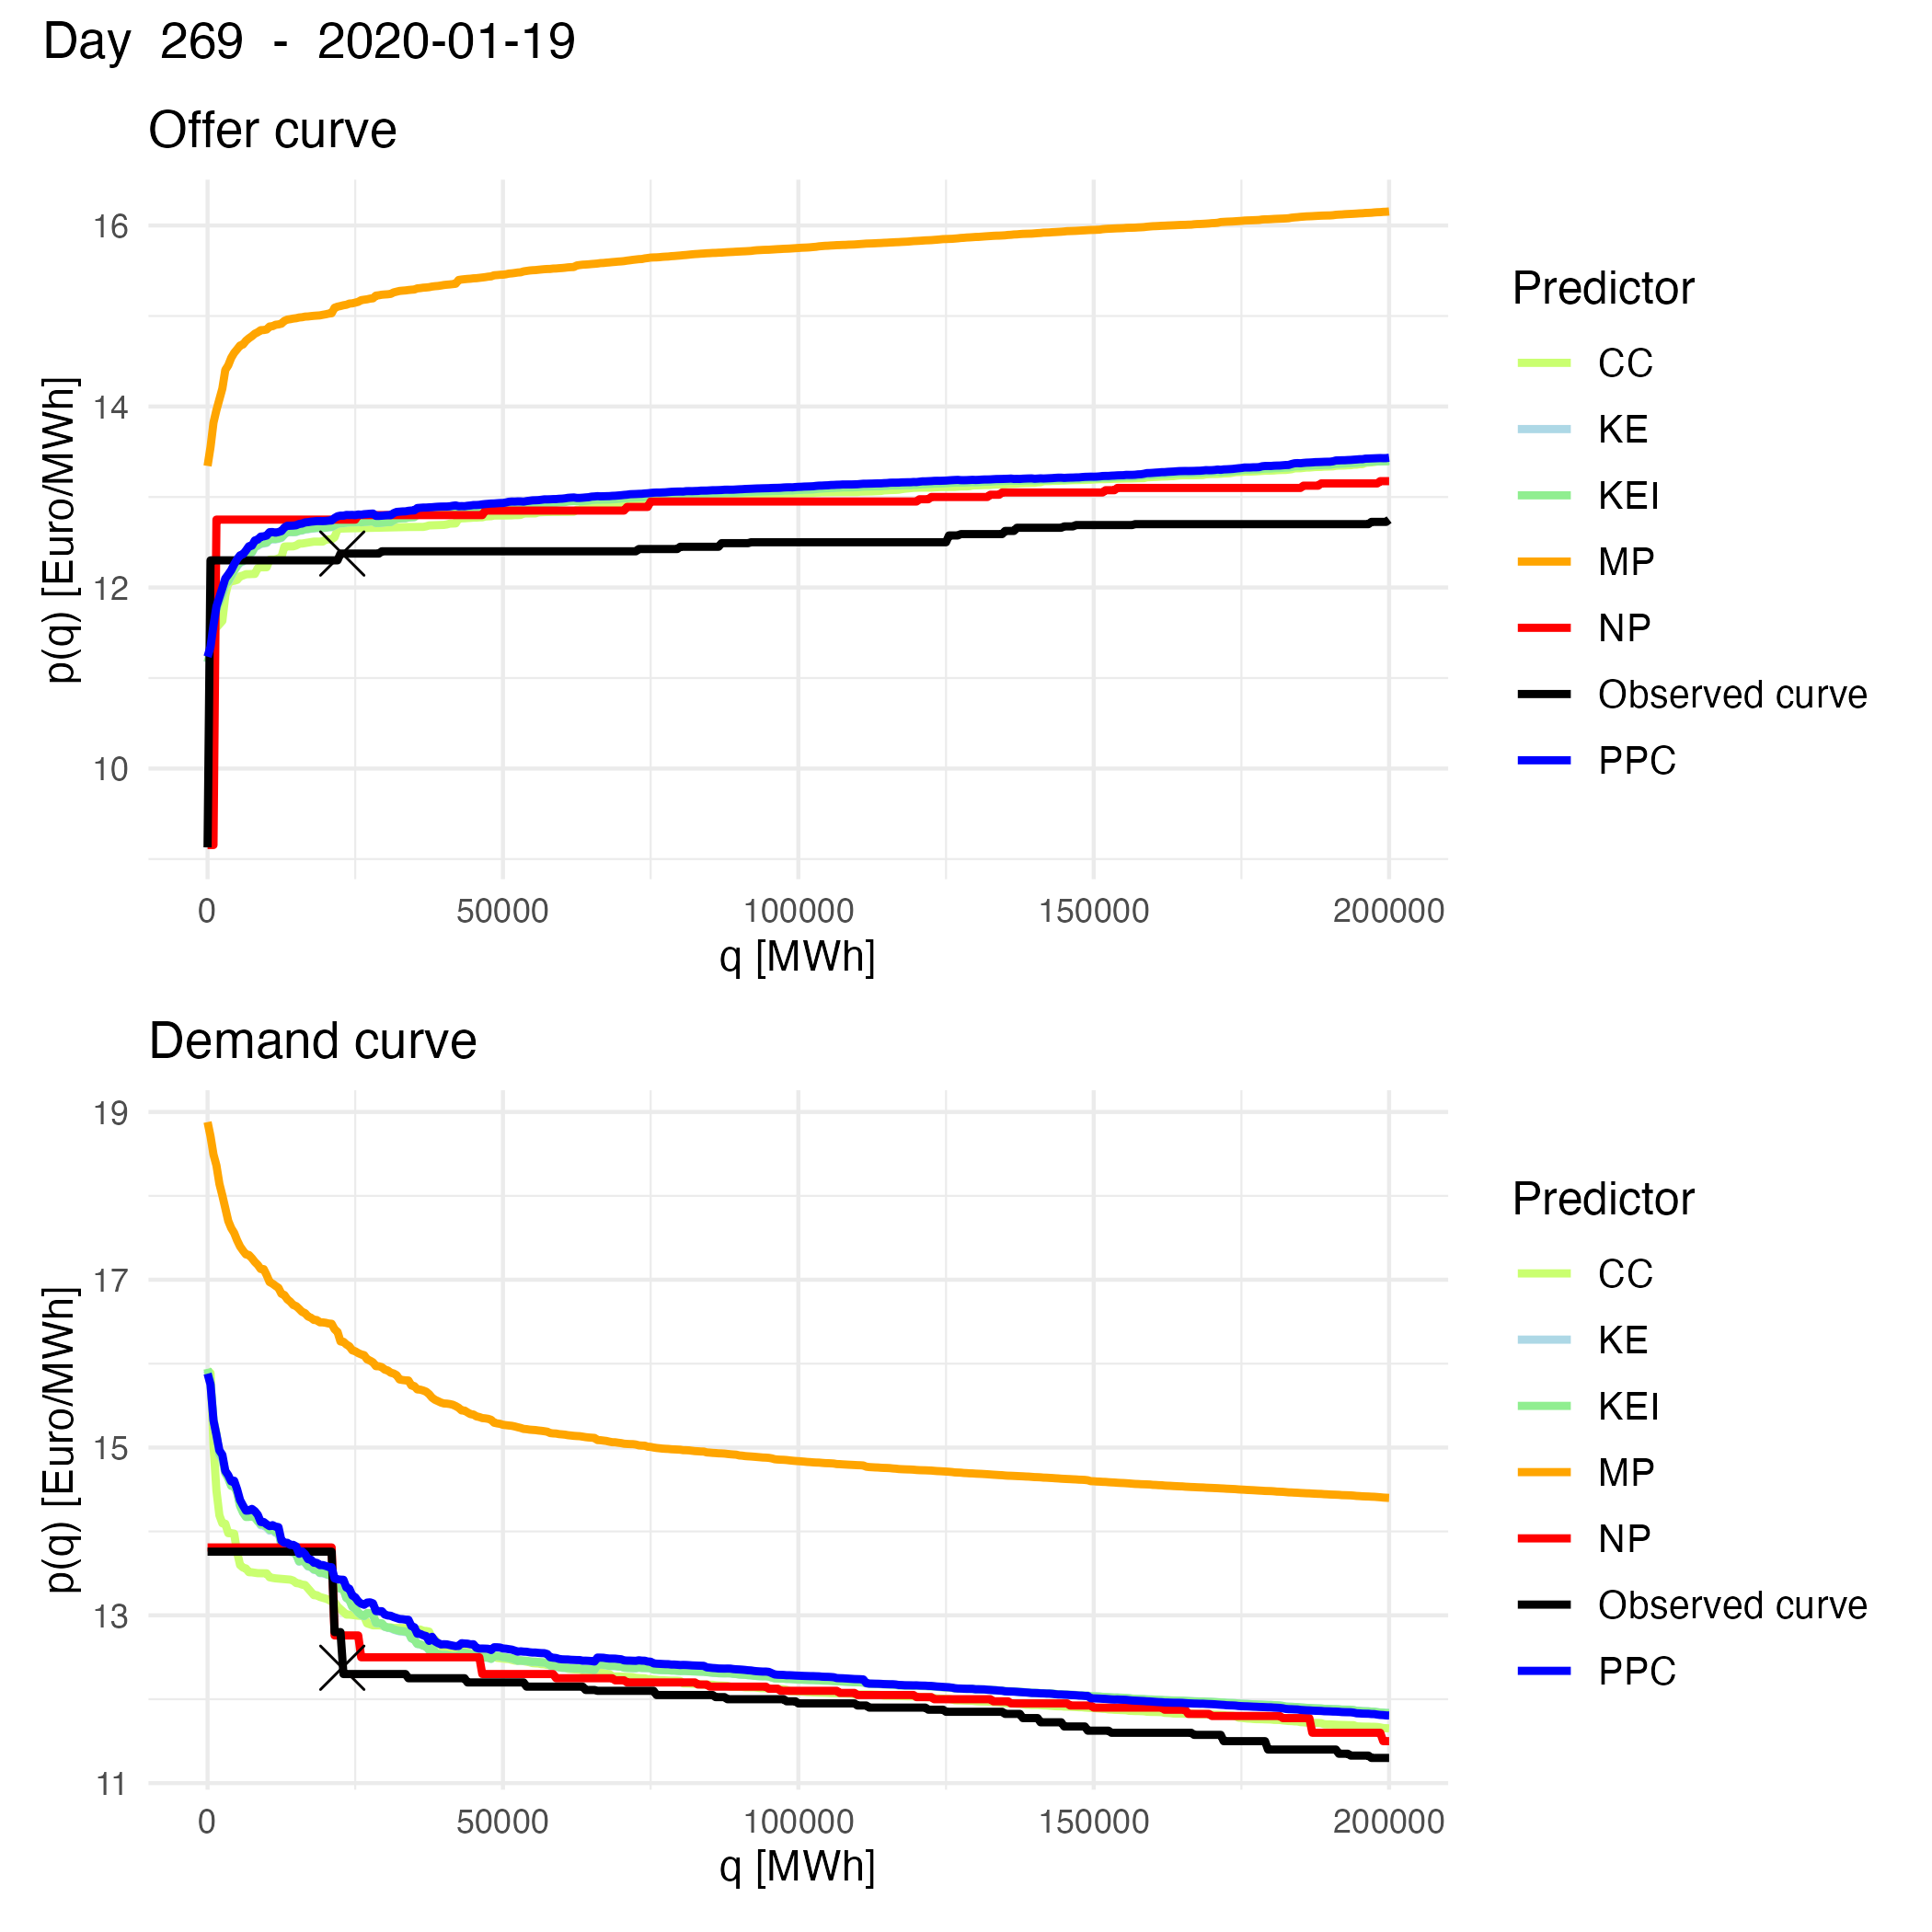 Day 269 - 2020-01-19
Offer curve
p(q) [Euro/MWh]
16
14
12
10
0 50000 100000 150000 200000
q [MWh]
Predictor
CC
KE
KEI
MP
NP
Observed curve
PPC
Demand curve
p(q) [Euro/MWh]
19
17
15
13
11
0 50000 100000 150000 200000
q [MWh]
Predictor
CC
KE
KEI
MP
NP
Observed curve
PPC